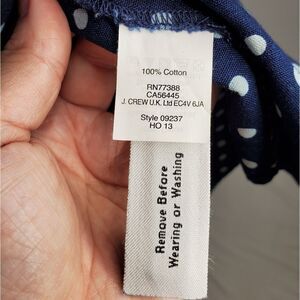 100% Cotton
RN77388
CA56445
J. CREW U.K. Ltd EC4V 6JA
Style 09237
HO 13
Remove Before
Wearing or Washing